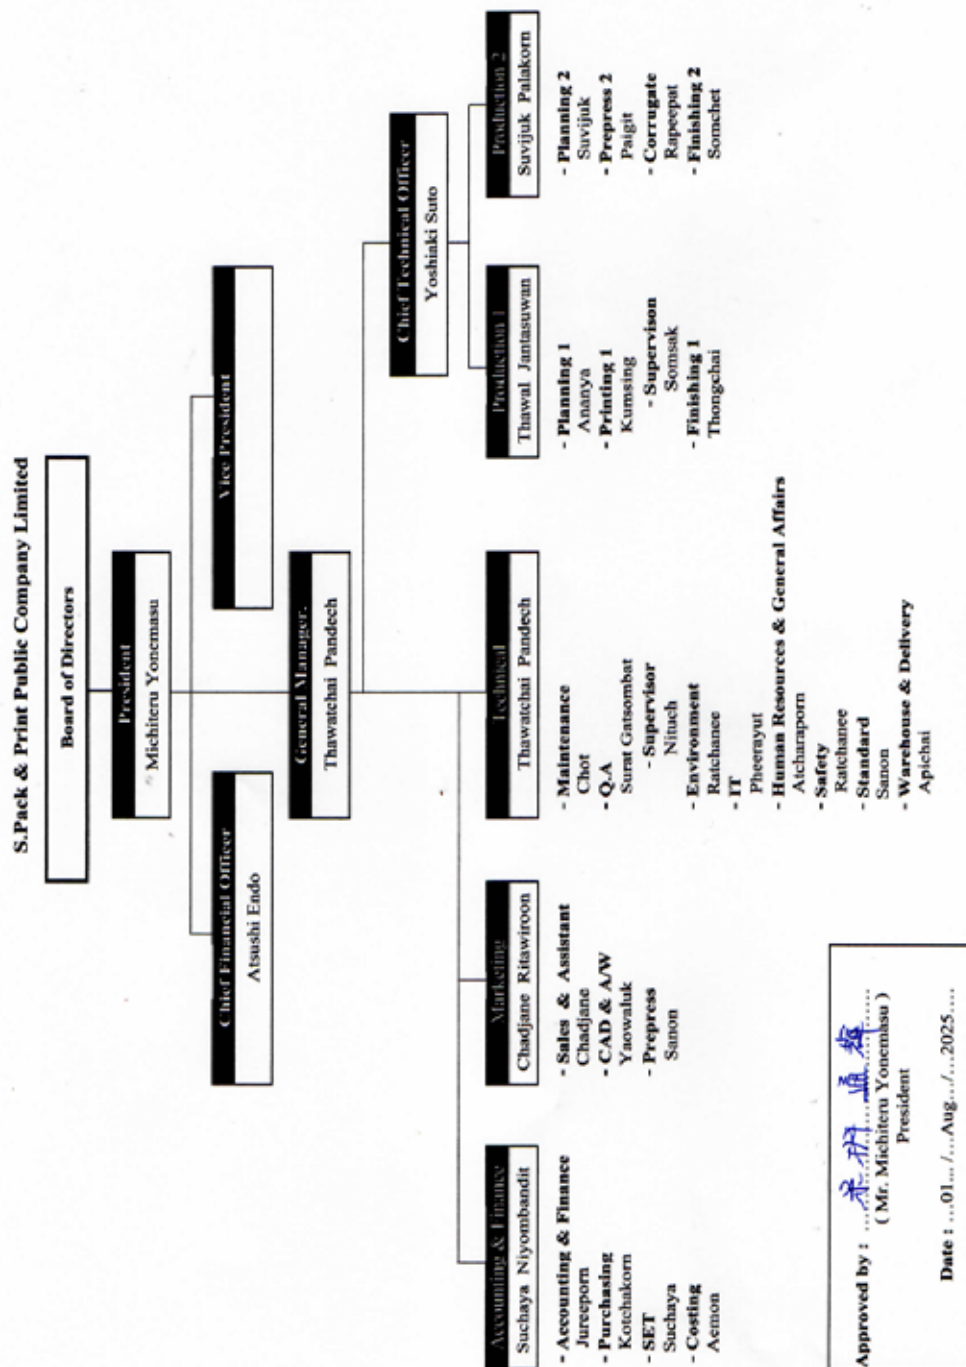 S.Pack & Print Public Company Limited
Board of Directors
President
Michiteru Yonemasu
Chief Financial Officer
Atsushi Endo
Vice President
General Manager.
Thawatchai Pandech
Chief Technical Officer
Yoshiaki Suto
Accounting & Finance
Suchaya Niyombandit
- Accounting & Finance
Jureeporn
- Purchasing
Kotchakorn
- SET
Suchaya
- Costing
Aemon
Marketing
Chadjane Ritawiroon
- Sales & Assistant
Chadjane
- CAD & A/W
Yaowaluk
- Prepress
Sanon
Technical
Thawatchai Pandech
- Maintenance
Chot
- Q.A
Surat Gatsombat
- Supervisor
Nituch
- Environment
Ratchanee
- IT
Pheerayut
- Human Resources & General Affairs
Atcharaporn
- Safety
Ratchanee
- Standard
Sanon
- Warehouse & Delivery
Apichai
Production 1
Thawal Jantasuwan
- Planning 1
Ananya
- Printing 1
Kumsing
- Supervison
Somsak
- Finishing 1
Thongchai
Production 2
Suvijuk Palakorn
- Planning 2
Suvijuk
- Prepress 2
Paigit
- Corrugate
Rapeepat
- Finishing 2
Somchet
Approved by : ......................
( Mr. Michiteru Yonemasu )
President
Date : ...01... /....Aug..../...2025.....